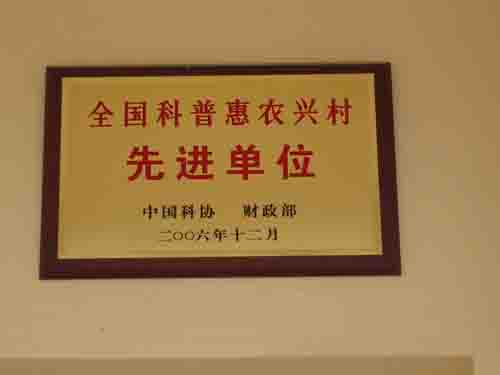 全国科普惠农兴村
先进单位
中国科协 财政部
二〇〇六年十二月